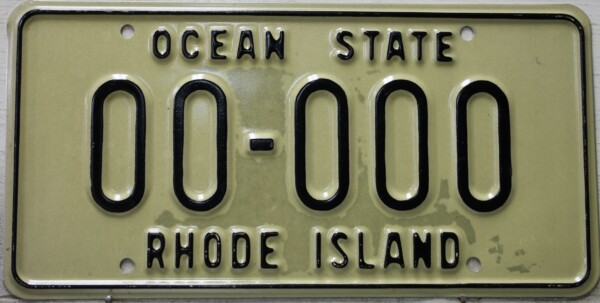 OCEAN STATE
00-000
RHODE ISLAND